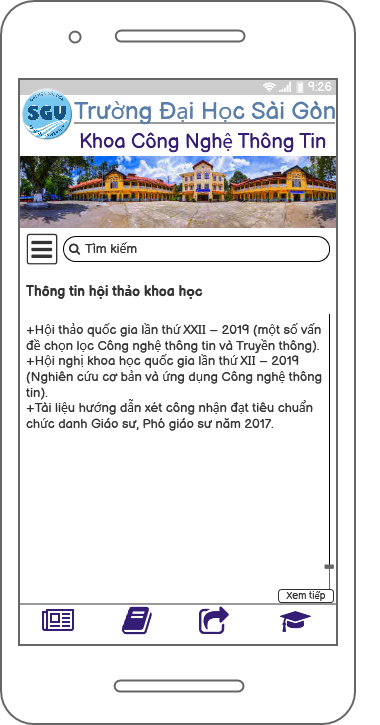 9:26
SGU
Trường Đại Học Sài Gòn
Khoa Công Nghệ Thông Tin
Tìm kiếm
Thông tin hội thảo khoa học
+Hội thảo quốc gia lần thứ XXII – 2019 (một số vấn
đề chọn lọc Công nghệ thông tin và Truyền thông).
+Hội nghị khoa học quốc gia lần thứ XII – 2019
(Nghiên cứu cơ bản và ứng dụng Công nghệ thông
tin).
+Tài liệu hướng dẫn xét công nhận đạt tiêu chuẩn
chức danh Giáo sư, Phó giáo sư năm 2017.
Xem tiếp